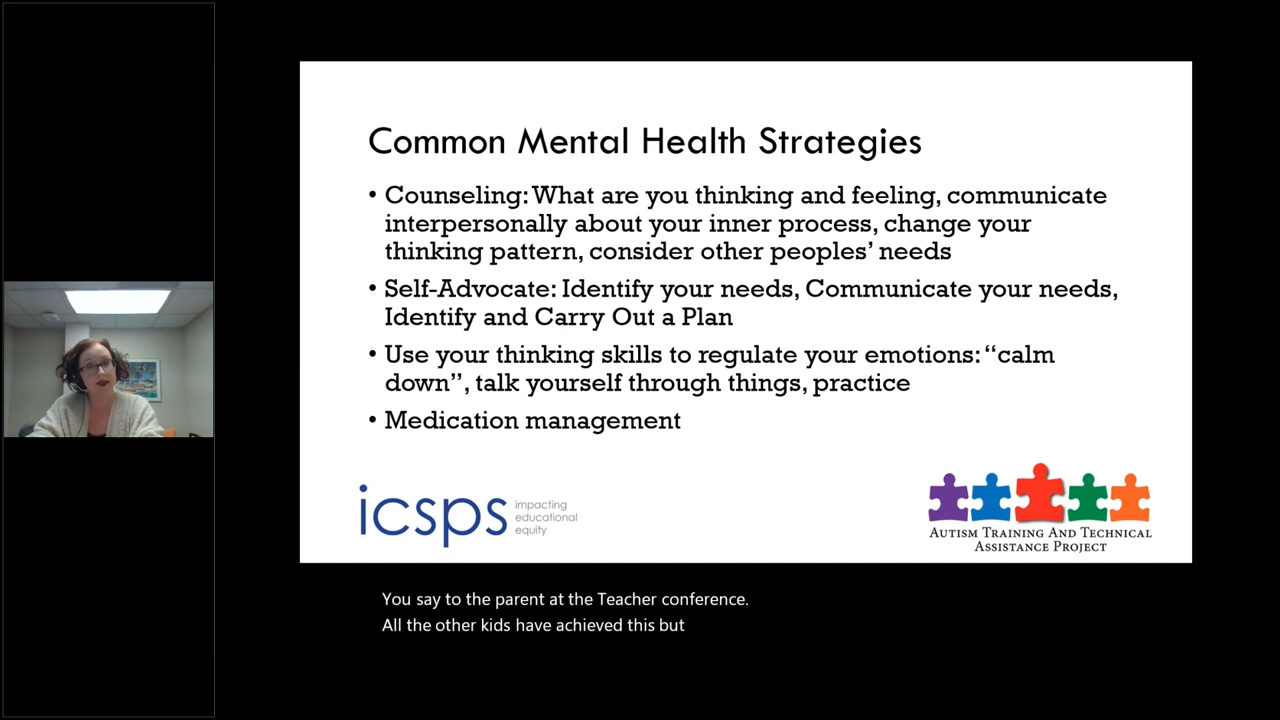 Common Mental Health Strategies
• Counseling: What are you thinking and feeling, communicate
interpersonally about your inner process, change your
thinking pattern, consider other peoples’ needs
• Self-Advocate: Identify your needs, Communicate your needs,
Identify and Carry Out a Plan
• Use your thinking skills to regulate your emotions: “calm
down”, talk yourself through things, practice
• Medication management
icsps
impacting
educational
equity
Autism Training And Technical
Assistance Project
You say to the parent at the Teacher conference.
All the other kids have achieved this but